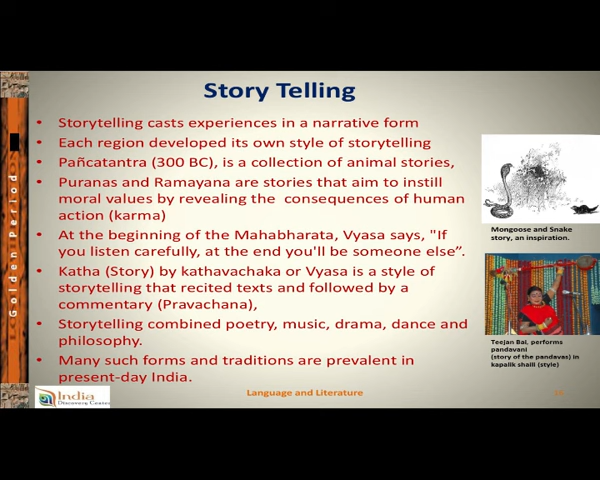 Story Telling
Golden Period
• Storytelling casts experiences in a narrative form
• Each region developed its own style of storytelling
• Pañcatantra (300 BC), is a collection of animal stories,
• Puranas and Ramayana are stories that aim to instill
moral values by revealing the consequences of human
action (karma)
• At the beginning of the Mahabharata, Vyasa says, "If
you listen carefully, at the end you'll be someone else”.
• Katha (Story) by kathavachaka or Vyasa is a style of
storytelling that recited texts and followed by a
commentary (Pravachana),
• Storytelling combined poetry, music, drama, dance and
philosophy.
• Many such forms and traditions are prevalent in
present-day India.
Mongoose and Snake
story, an inspiration.
Teejan Bai, performs
pandavani
(story of the pandavas) in
kapalik shaili (style)
India
Discovery Center
Language and Literature